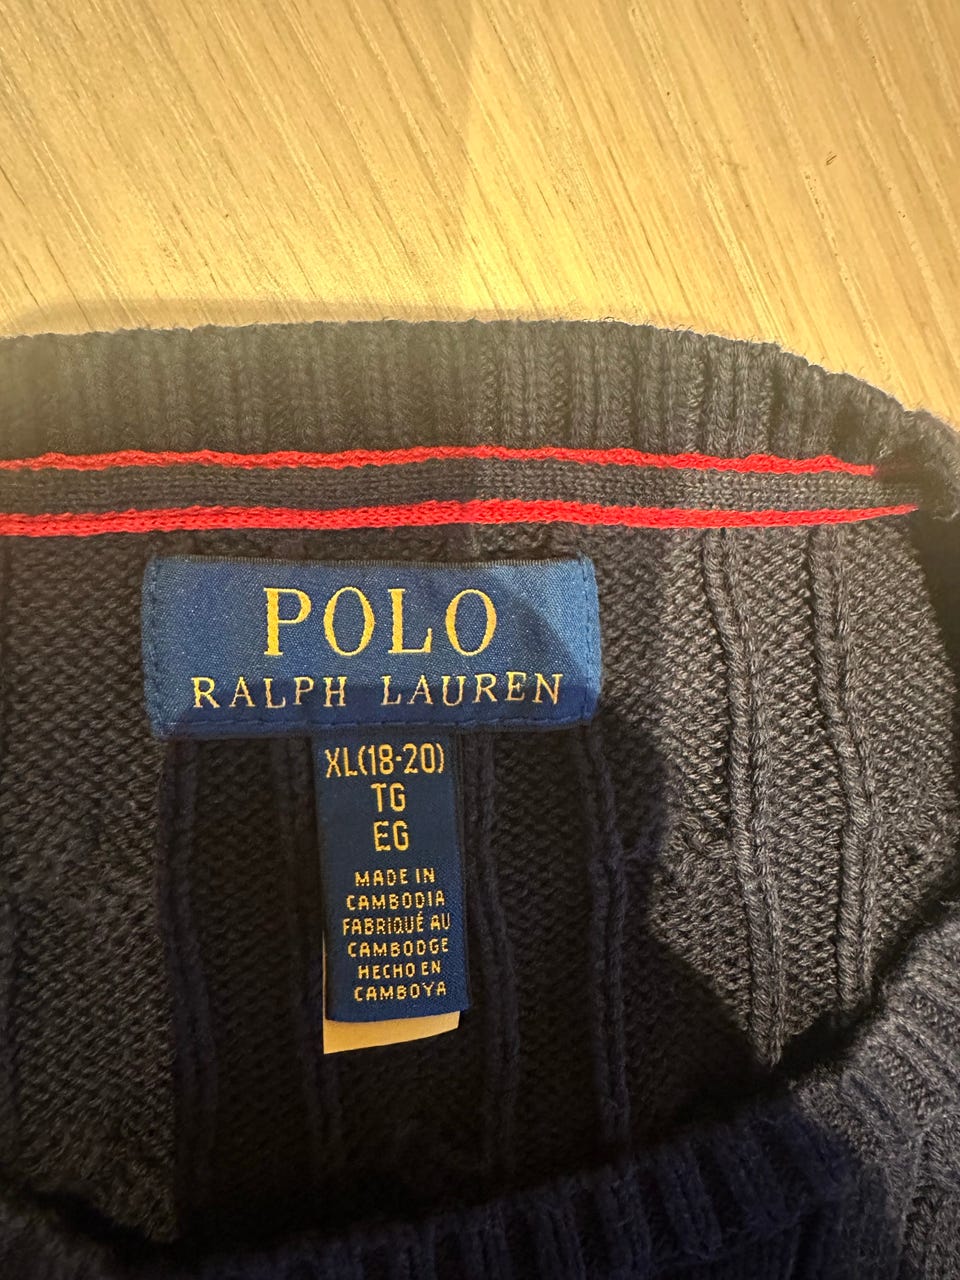 POLO
RALPH LAUREN
XL(18-20)
TG
EG
MADE IN
CAMBODIA
FABRIQUÉ AU
CAMBODGE
HECHO EN
CAMBOYA